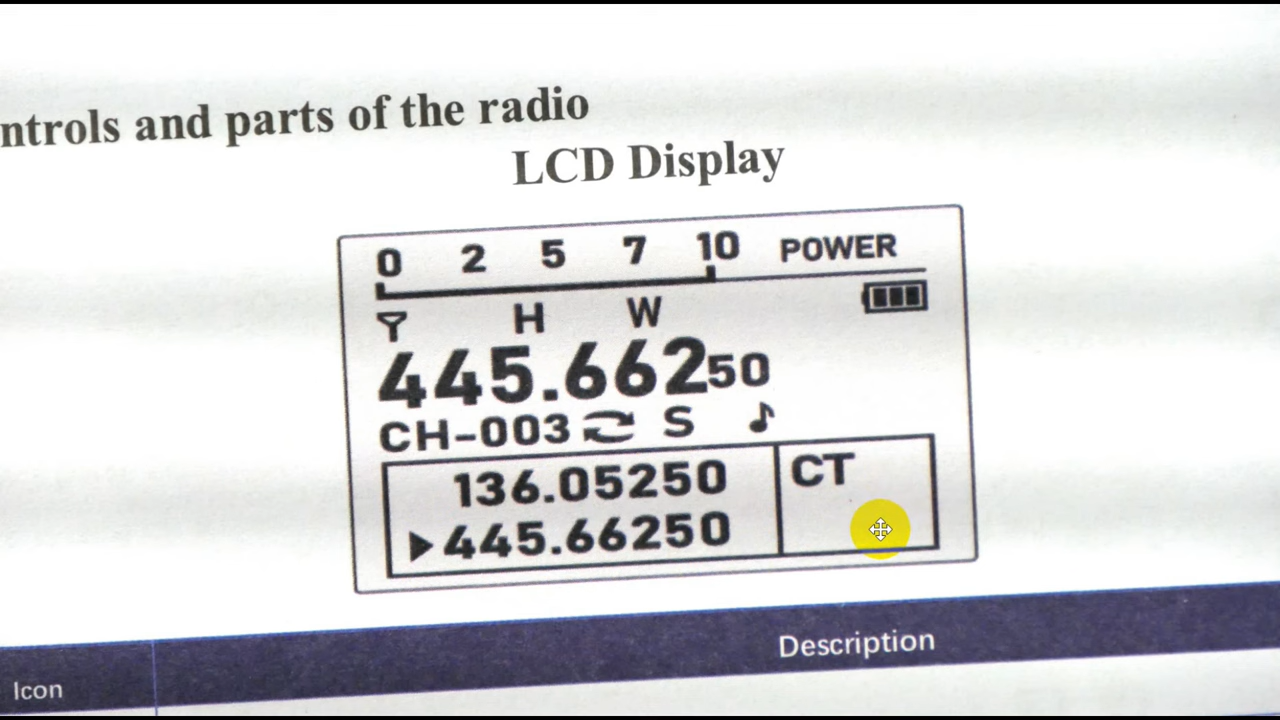 ntrols and parts of the radio
LCD Display
0 2 5 7 10 POWER
H W
445.66250
CH-003 S
136.05250 CT
445.66250
Icon Description